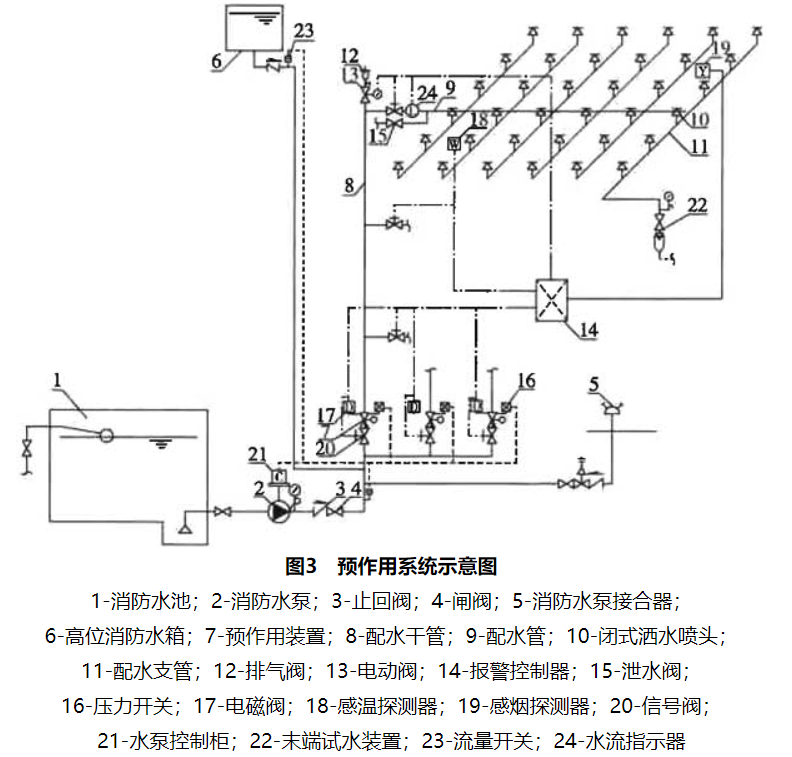 6
23
12
13
24
9
19
Y
10
15
18
W
11
8
22
14
1
17
D
D
D
16
5
7
20
21
C
2
3
4
图3 预作用系统示意图
1-消防水池；2-消防水泵；3-止回阀；4-闸阀；5-消防水泵接合器；
6-高位消防水箱；7-预作用装置；8-配水干管；9-配水管；10-闭式洒水喷头；
11-配水支管；12-排气阀；13-电动阀；14-报警控制器；15-泄水阀；
16-压力开关；17-电磁阀；18-感温探测器；19-感烟探测器；20-信号阀；
21-水泵控制柜；22-末端试水装置；23-流量开关；24-水流指示器